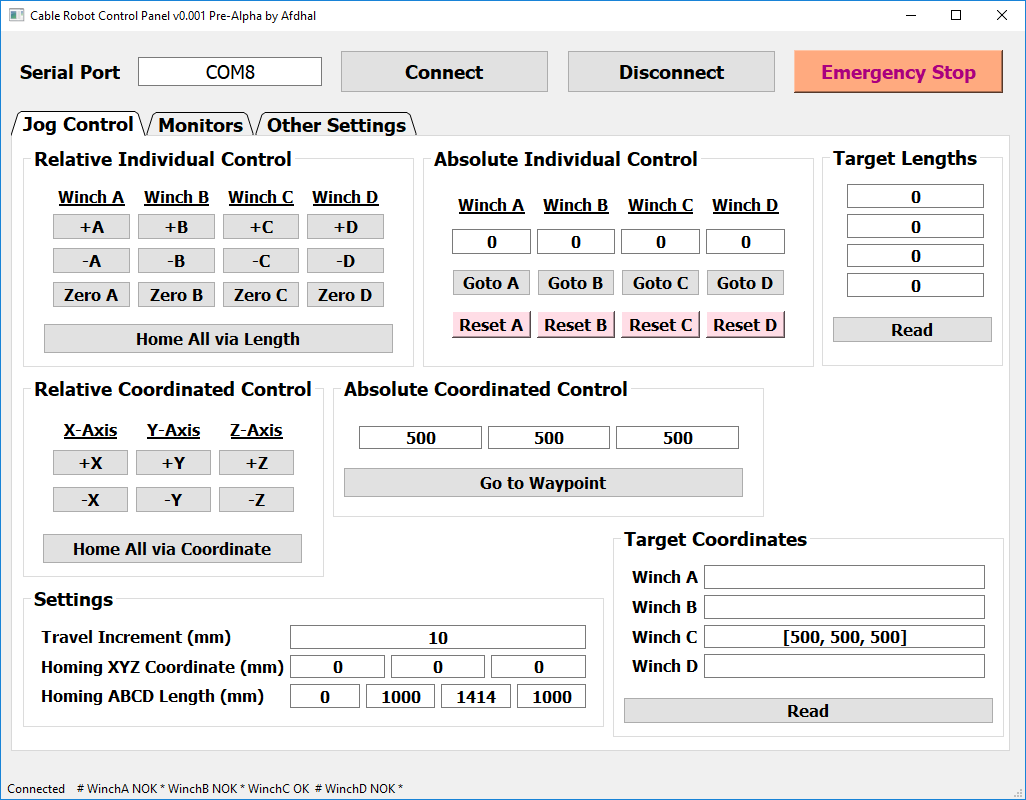 Cable Robot Control Panel v0.001 Pre-Alpha by Afdhal
Serial Port COM8 Connect Disconnect Emergency Stop
Jog Control Monitors Other Settings
Relative Individual Control
Winch A Winch B Winch C Winch D
+A +B +C +D
-A -B -C -D
Zero A Zero B Zero C Zero D
Home All via Length
Absolute Individual Control
Winch A Winch B Winch C Winch D
0 0 0 0
Goto A Goto B Goto C Goto D
Reset A Reset B Reset C Reset D
Target Lengths
0
0
0
0
Read
Relative Coordinated Control
X-Axis Y-Axis Z-Axis
+X +Y +Z
-X -Y -Z
Home All via Coordinate
Absolute Coordinated Control
500 500 500
Go to Waypoint
Settings
Travel Increment (mm) 10
Homing XYZ Coordinate (mm) 0 0 0
Homing ABCD Length (mm) 0 1000 1414 1000
Target Coordinates
Winch A
Winch B
Winch C [500, 500, 500]
Winch D
Read
Connected # WinchA NOK * WinchB NOK * WinchC OK # WinchD NOK *